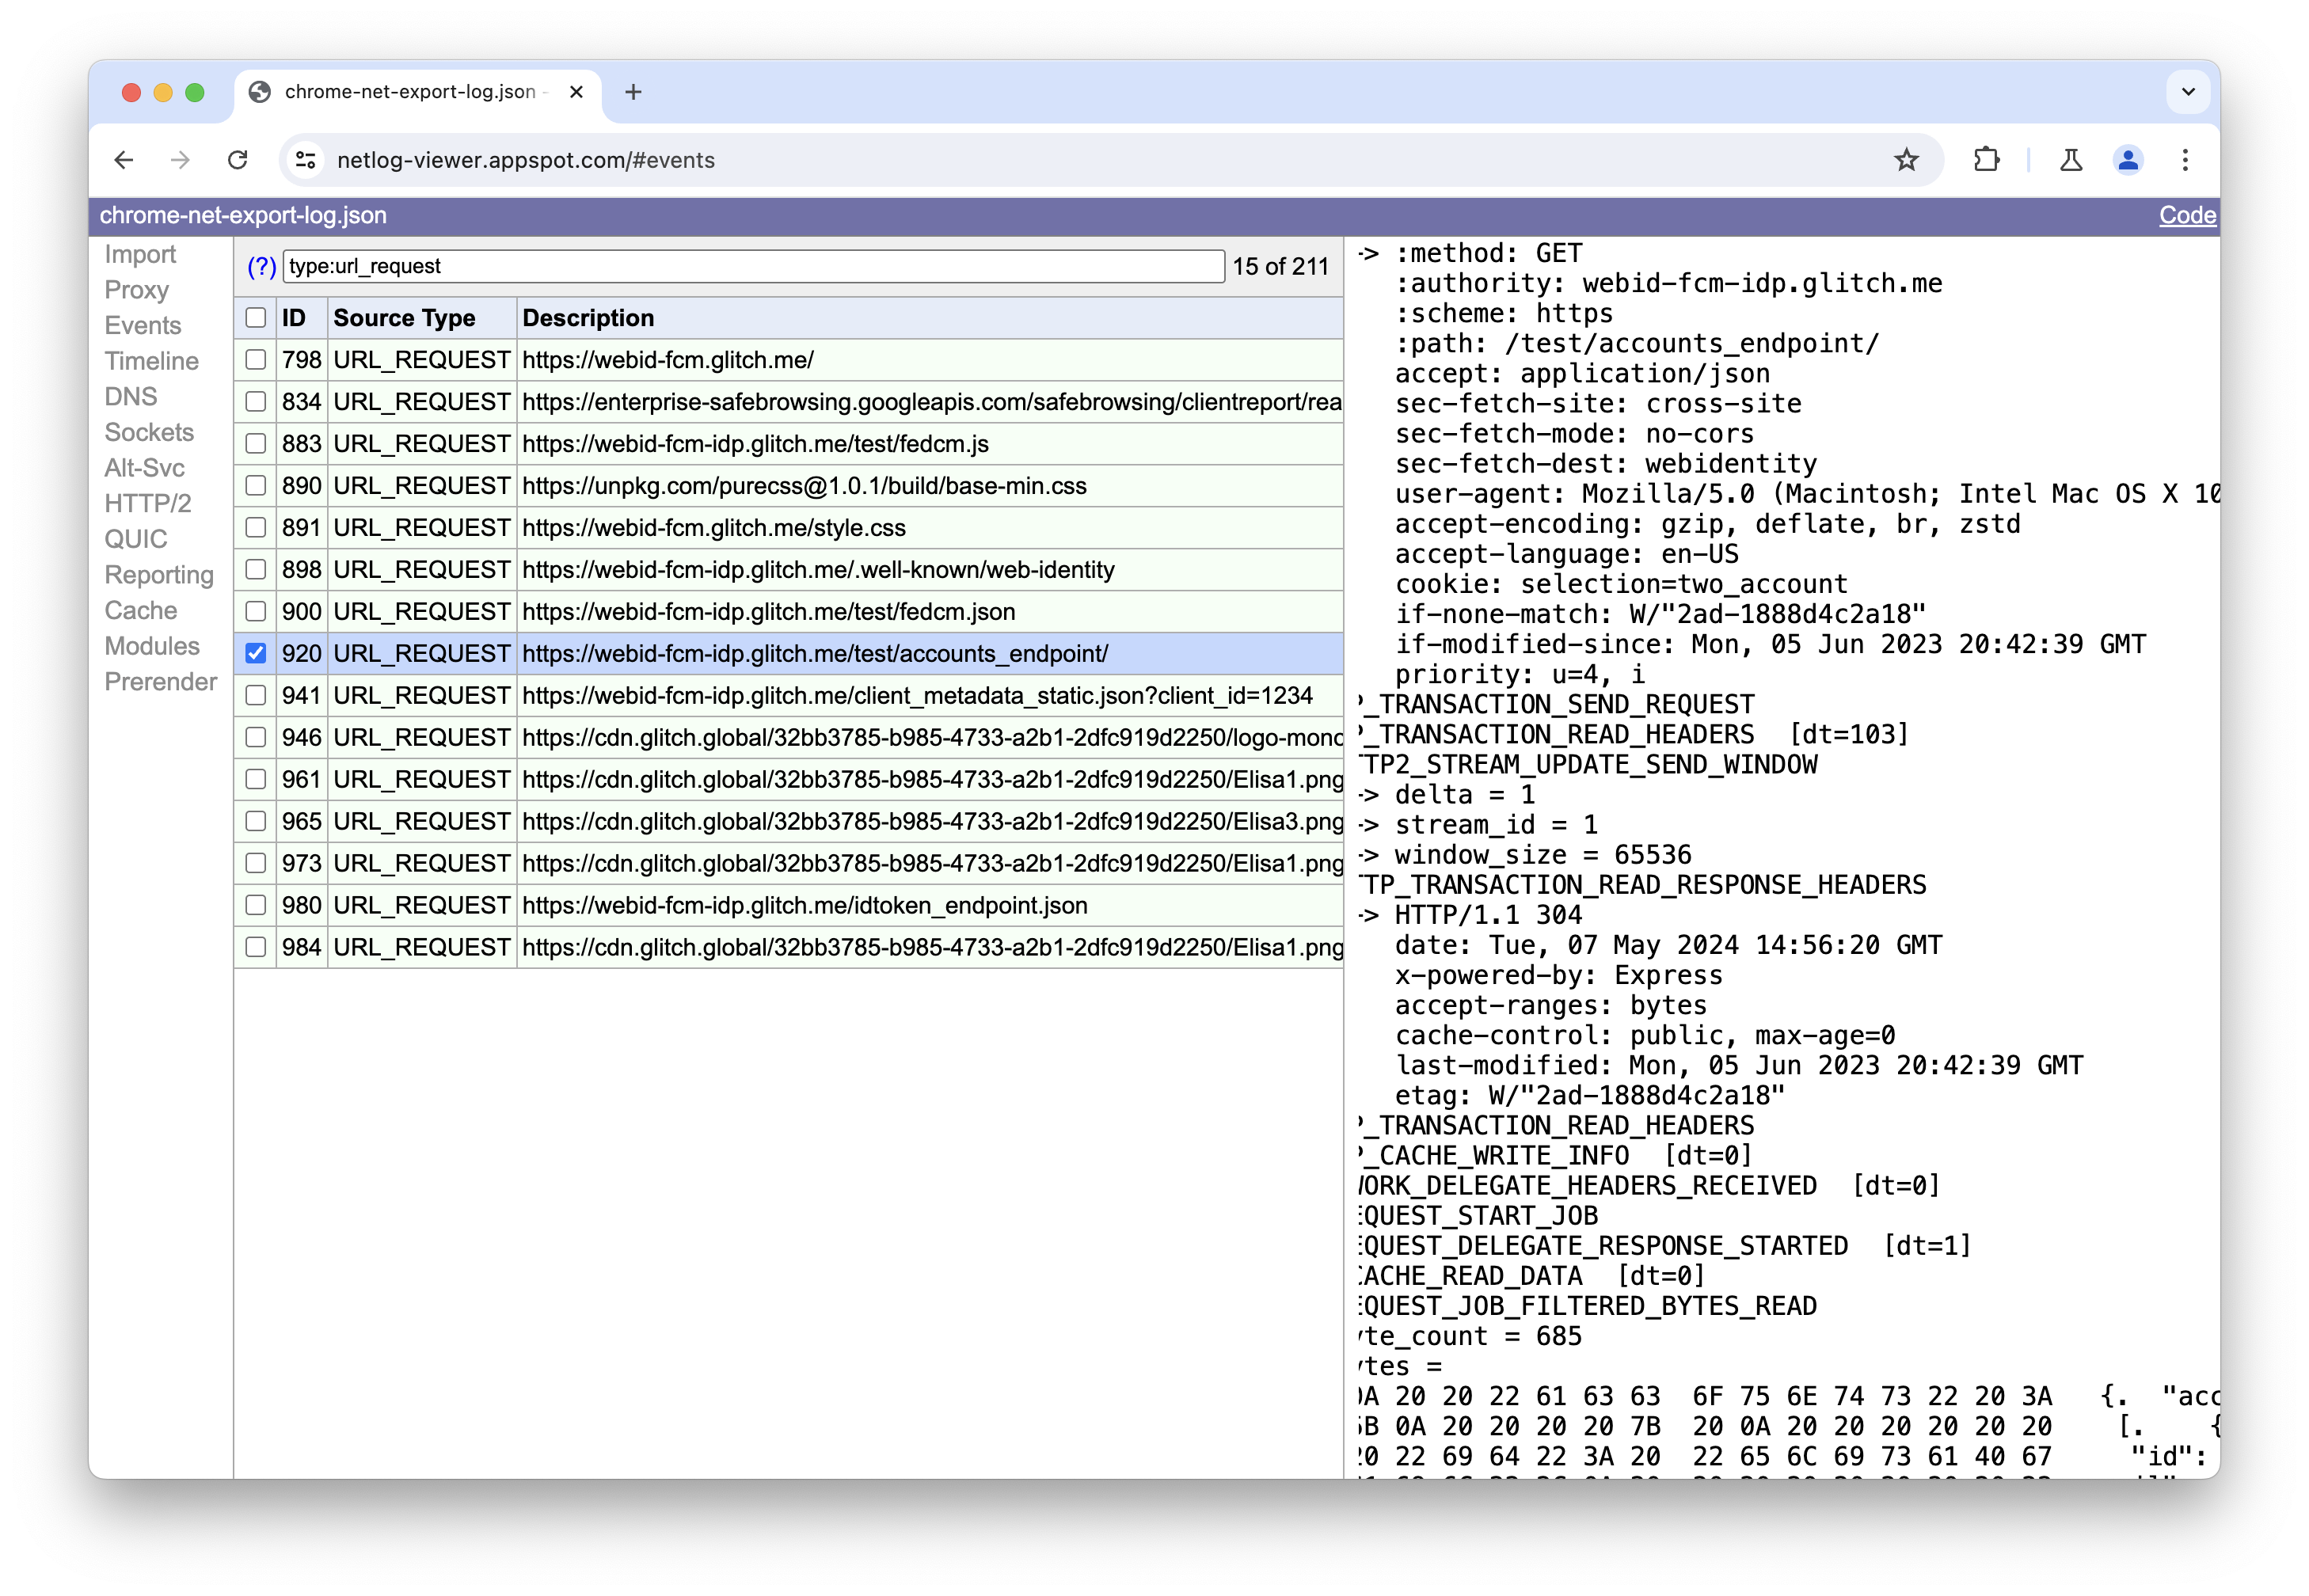 chrome-net-export-log.json -
netlog-viewer.appspot.com/#events
chrome-net-export-log.json
Code
Import
Proxy
Events
Timeline
DNS
Sockets
Alt-Svc
HTTP/2
QUIC
Reporting
Cache
Modules
Prerender
(?) type:url_request 15 of 211
ID Source Type Description
798 URL_REQUEST https://webid-fcm.glitch.me/
834 URL_REQUEST https://enterprise-safebrowsing.googleapis.com/safebrowsing/clientreport/rea
883 URL_REQUEST https://webid-fcm-idp.glitch.me/test/fedcm.js
890 URL_REQUEST https://unpkg.com/purecss@1.0.1/build/base-min.css
891 URL_REQUEST https://webid-fcm.glitch.me/style.css
898 URL_REQUEST https://webid-fcm-idp.glitch.me/.well-known/web-identity
900 URL_REQUEST https://webid-fcm-idp.glitch.me/test/fedcm.json
920 URL_REQUEST https://webid-fcm-idp.glitch.me/test/accounts_endpoint/
941 URL_REQUEST https://webid-fcm-idp.glitch.me/client_metadata_static.json?client_id=1234
946 URL_REQUEST https://cdn.glitch.global/32bb3785-b985-4733-a2b1-2dfc919d2250/logo-mono
961 URL_REQUEST https://cdn.glitch.global/32bb3785-b985-4733-a2b1-2dfc919d2250/Elisa1.png
965 URL_REQUEST https://cdn.glitch.global/32bb3785-b985-4733-a2b1-2dfc919d2250/Elisa3.png
973 URL_REQUEST https://cdn.glitch.global/32bb3785-b985-4733-a2b1-2dfc919d2250/Elisa1.png
980 URL_REQUEST https://webid-fcm-idp.glitch.me/idtoken_endpoint.json
984 URL_REQUEST https://cdn.glitch.global/32bb3785-b985-4733-a2b1-2dfc919d2250/Elisa1.png
-> :method: GET
:authority: webid-fcm-idp.glitch.me
:scheme: https
:path: /test/accounts_endpoint/
accept: application/json
sec-fetch-site: cross-site
sec-fetch-mode: no-cors
sec-fetch-dest: webidentity
user-agent: Mozilla/5.0 (Macintosh; Intel Mac OS X 10
accept-encoding: gzip, deflate, br, zstd
accept-language: en-US
cookie: selection=two_account
if-none-match: W/"2ad-1888d4c2a18"
if-modified-since: Mon, 05 Jun 2023 20:42:39 GMT
priority: u=4, i
P_TRANSACTION_SEND_REQUEST
P_TRANSACTION_READ_HEADERS [dt=103]
TTP2_STREAM_UPDATE_SEND_WINDOW
-> delta = 1
-> stream_id = 1
-> window_size = 65536
TTP_TRANSACTION_READ_RESPONSE_HEADERS
-> HTTP/1.1 304
date: Tue, 07 May 2024 14:56:20 GMT
x-powered-by: Express
accept-ranges: bytes
cache-control: public, max-age=0
last-modified: Mon, 05 Jun 2023 20:42:39 GMT
etag: W/"2ad-1888d4c2a18"
P_TRANSACTION_READ_HEADERS
P_CACHE_WRITE_INFO [dt=0]
WORK_DELEGATE_HEADERS_RECEIVED [dt=0]
EQUEST_START_JOB
EQUEST_DELEGATE_RESPONSE_STARTED [dt=1]
CACHE_READ_DATA [dt=0]
EQUEST_JOB_FILTERED_BYTES_READ
yte_count = 685
ytes =
0A 20 20 22 61 63 63 6F 75 6E 74 73 22 20 3A {. "acc
5B 0A 20 20 20 20 7B 20 0A 20 20 20 20 20 20 [. {
20 22 69 64 22 3A 20 22 65 6C 69 73 61 40 67 "id":